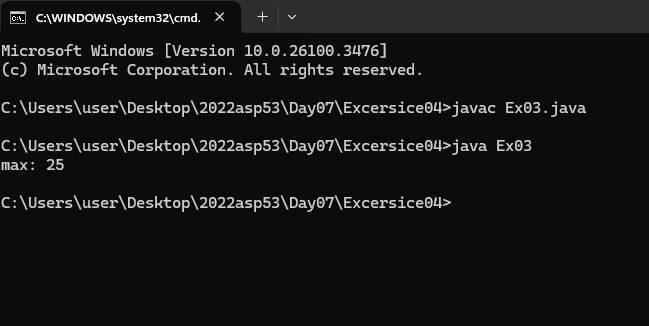 C:\WINDOWS\system32\cmd.
Microsoft Windows [Version 10.0.26100.3476]
(c) Microsoft Corporation. All rights reserved.
C:\Users\user\Desktop\2022asp53\Day07\Excersice04>javac Ex03.java
C:\Users\user\Desktop\2022asp53\Day07\Excersice04>java Ex03
max: 25
C:\Users\user\Desktop\2022asp53\Day07\Excersice04>